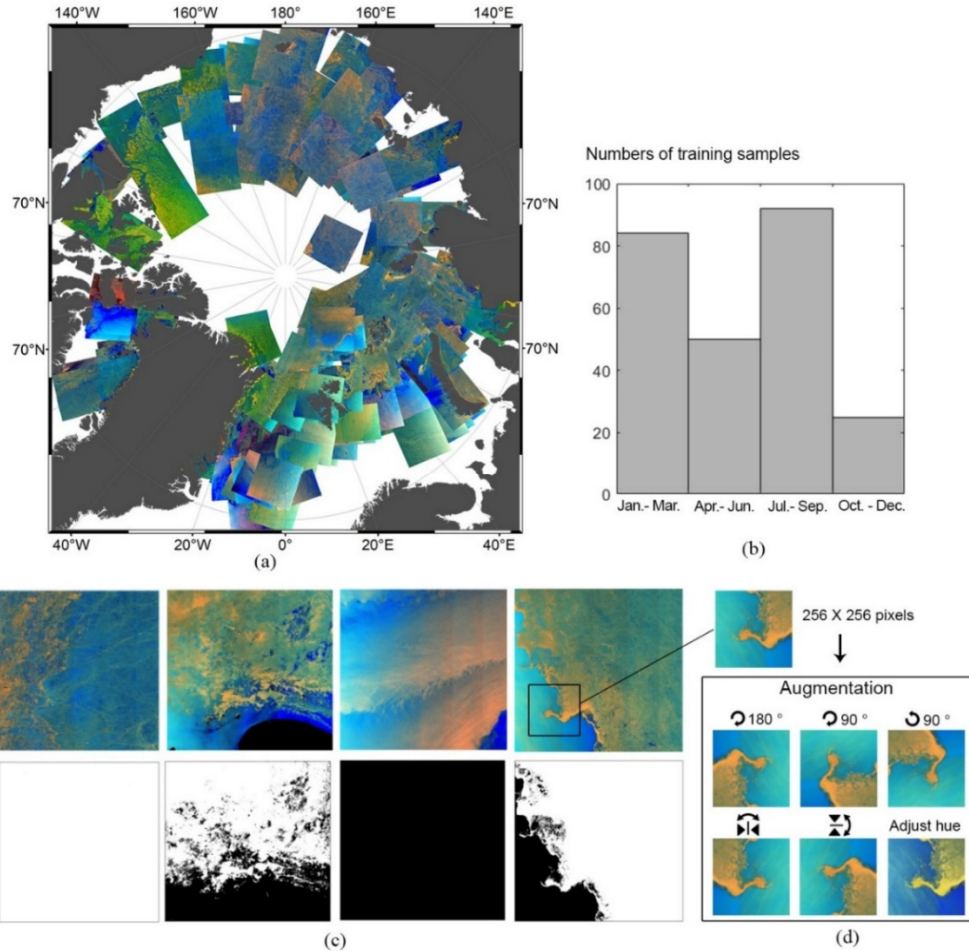 140°W 160°W 180° 160°E 140°E
70°N 70°N
70°N 70°N
40°W 20°W 0° 20°E 40°E
(a)
Numbers of training samples
100
80
60
40
20
0
Jan.- Mar. Apr.- Jun. Jul.- Sep. Oct. - Dec.
(b)
256 X 256 pixels
Augmentation
180 ° 90 ° 90 °
Adjust hue
(c)
(d)